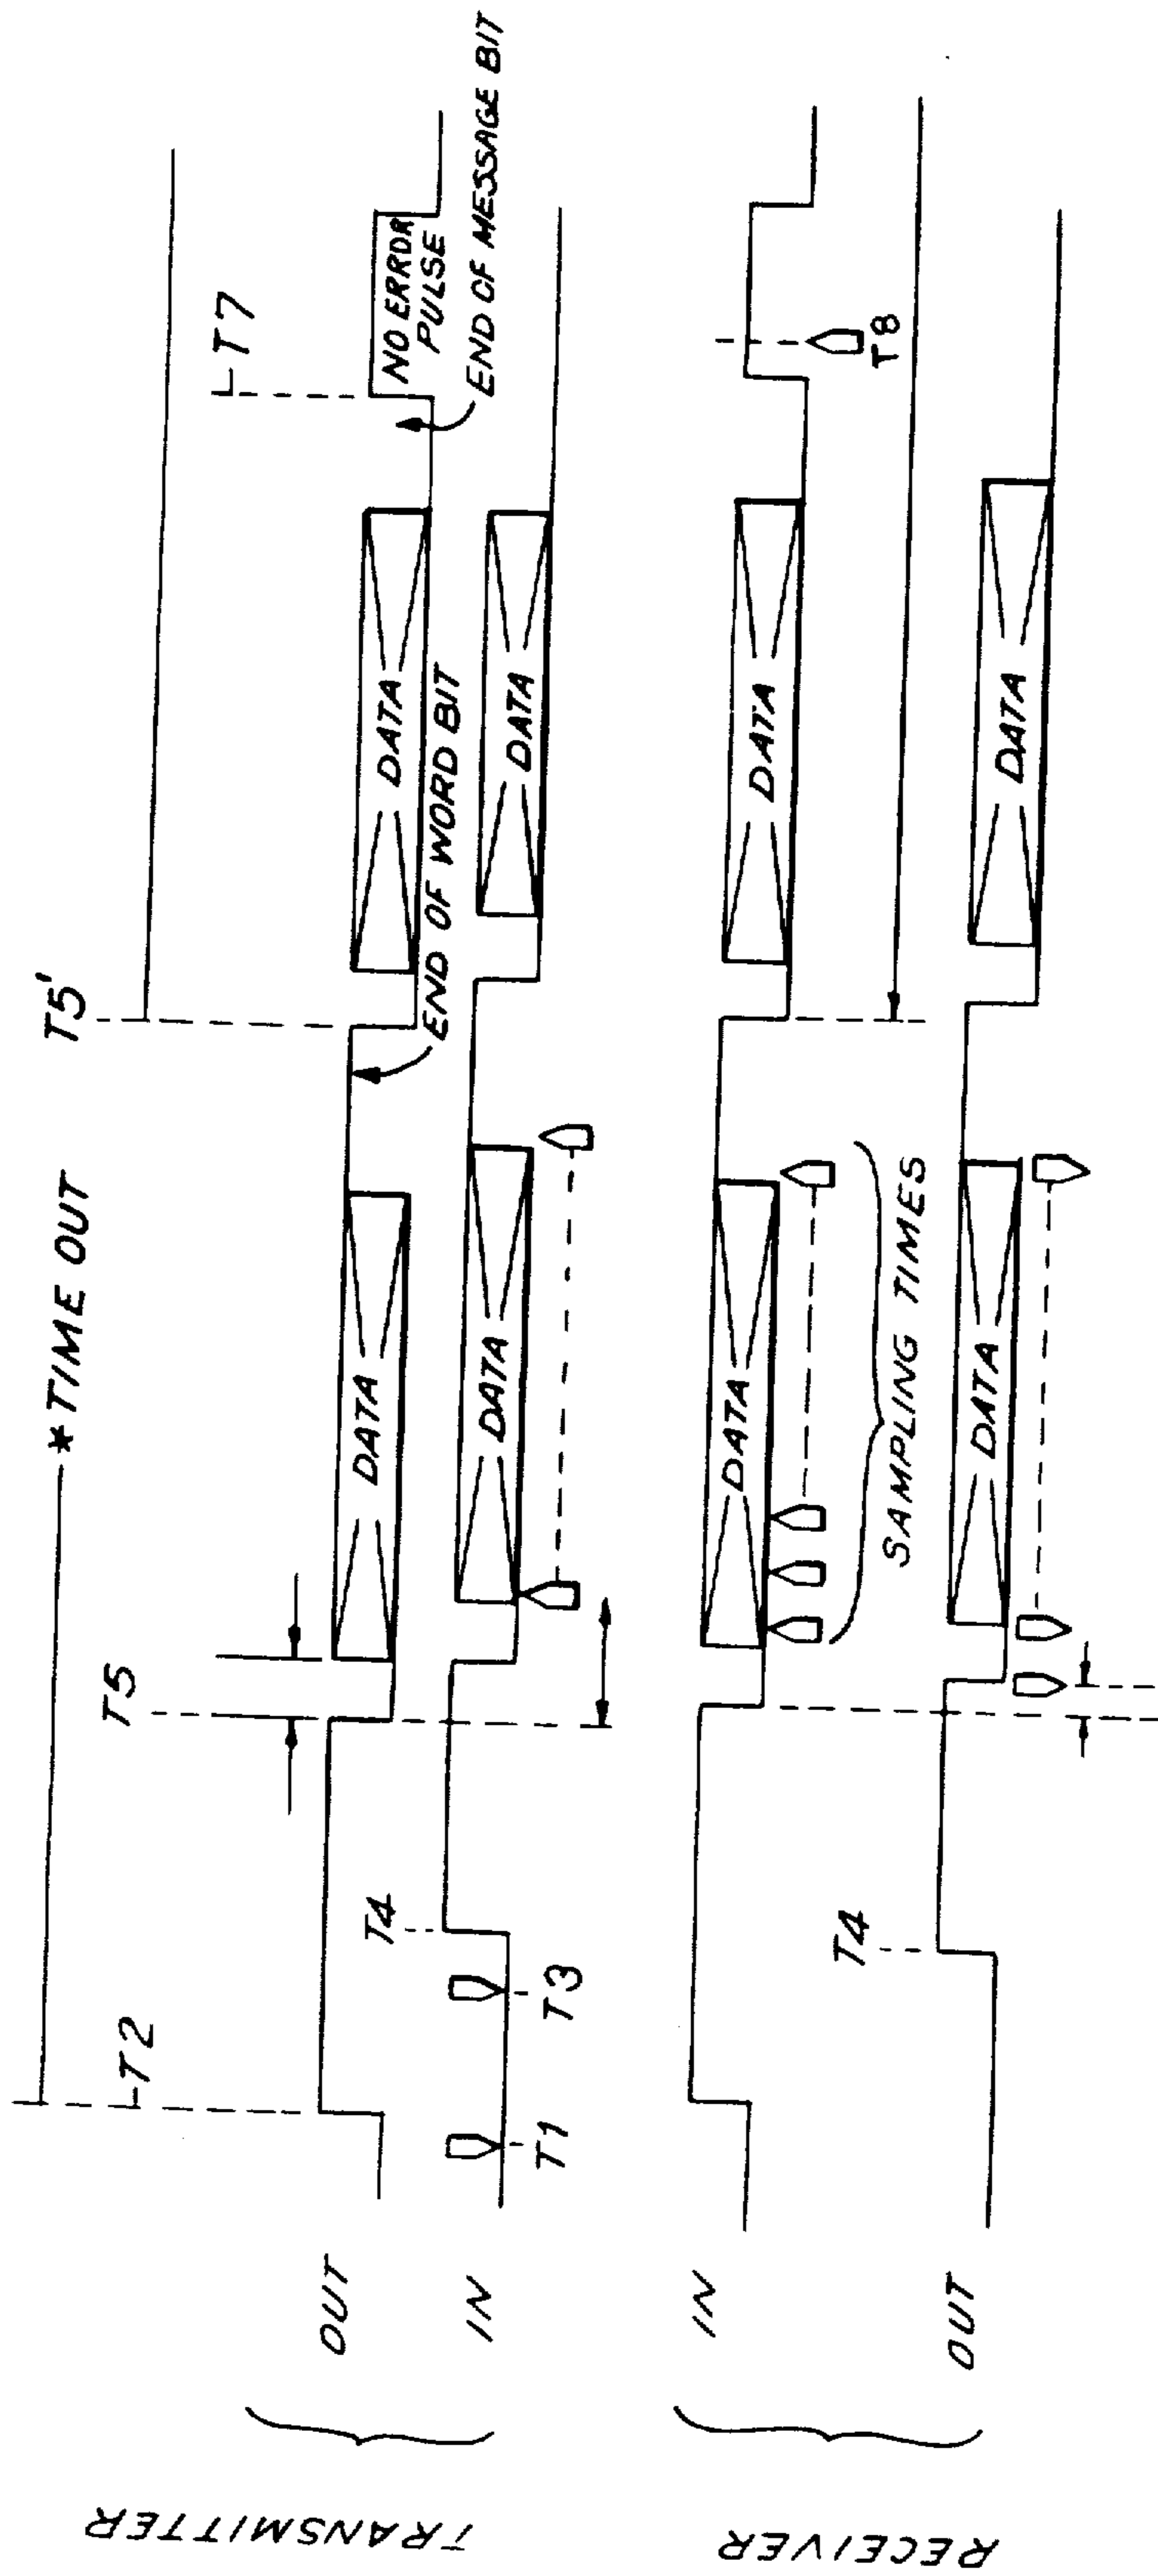 *TIME OUT
T2
T5
T5'
T7
TRANSMITTER
OUT
DATA
DATA
NO ERROR
PULSE
END OF WORD BIT
END OF MESSAGE BIT
T4
IN
DATA
DATA
T1
T3
RECEIVER
IN
DATA
DATA
T8
SAMPLING TIMES
T4
OUT
DATA
DATA